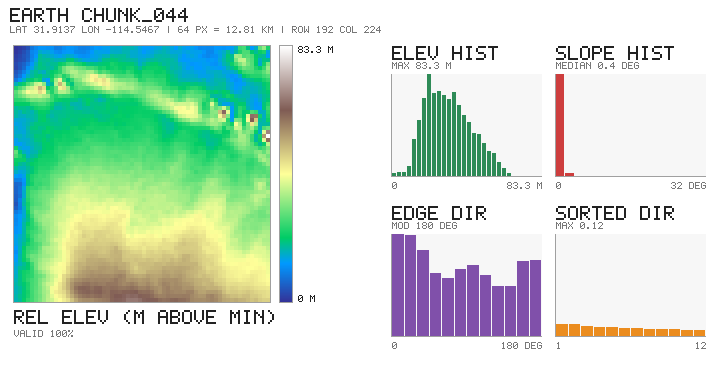 EARTH CHUNK_044
LAT 31.9137 LON -114.5467 | 64 PX = 12.81 KM | ROW 192 COL 224
83.3 M
0 M
REL ELEV (M ABOVE MIN)
VALID 100%
ELEV HIST
MAX 83.3 M
0 83.3 M
SLOPE HIST
MEDIAN 0.4 DEG
0 32 DEG
EDGE DIR
MOD 180 DEG
0 180 DEG
SORTED DIR
MAX 0.12
1 12